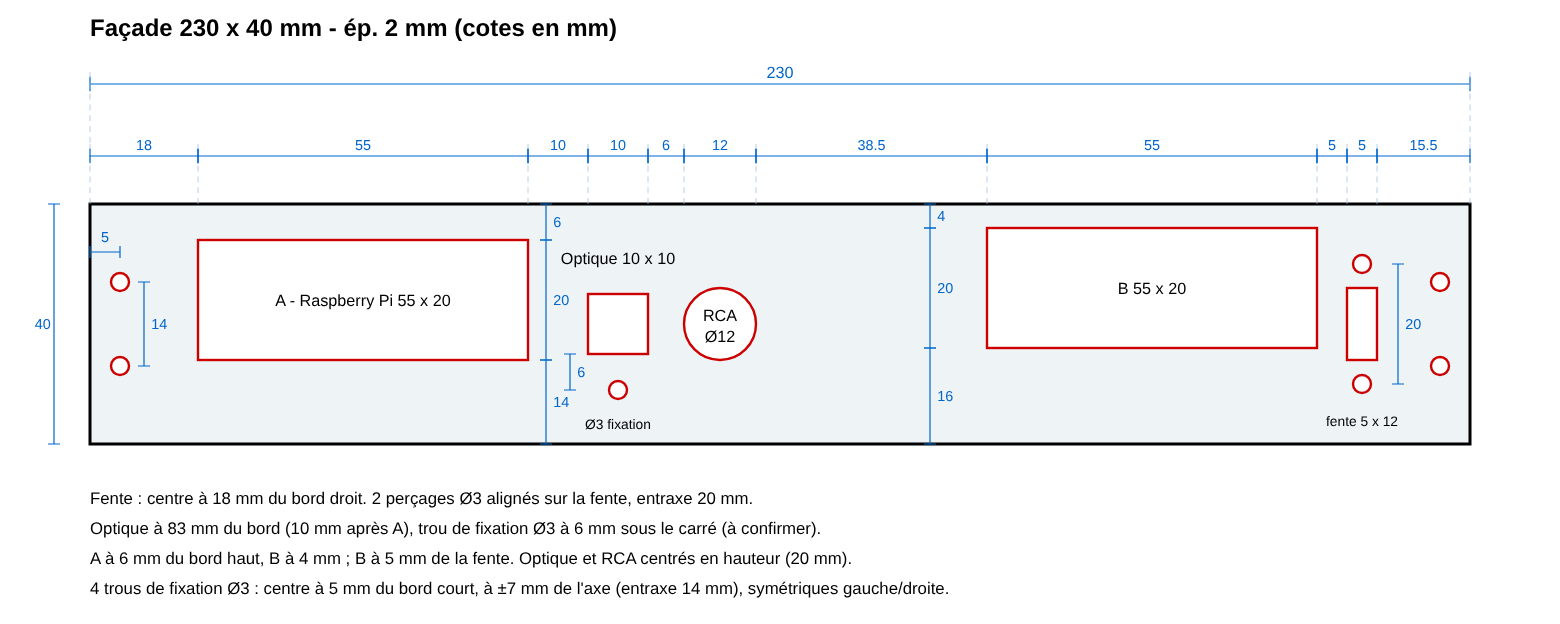 Façade 230 x 40 mm - ép. 2 mm (cotes en mm)
230
18
55
10
10
6
12
38.5
55
5
5
15.5
6
4
5
Optique 10 x 10
A - Raspberry Pi 55 x 20
20
B 55 x 20
20
RCA
Ø12
40
14
20
6
14
16
Ø3 fixation
fente 5 x 12
Fente : centre à 18 mm du bord droit. 2 perçages Ø3 alignés sur la fente, entraxe 20 mm.
Optique à 83 mm du bord (10 mm après A), trou de fixation Ø3 à 6 mm sous le carré (à confirmer).
A à 6 mm du bord haut, B à 4 mm ; B à 5 mm de la fente. Optique et RCA centrés en hauteur (20 mm).
4 trous de fixation Ø3 : centre à 5 mm du bord court, à ±7 mm de l'axe (entraxe 14 mm), symétriques gauche/droite.